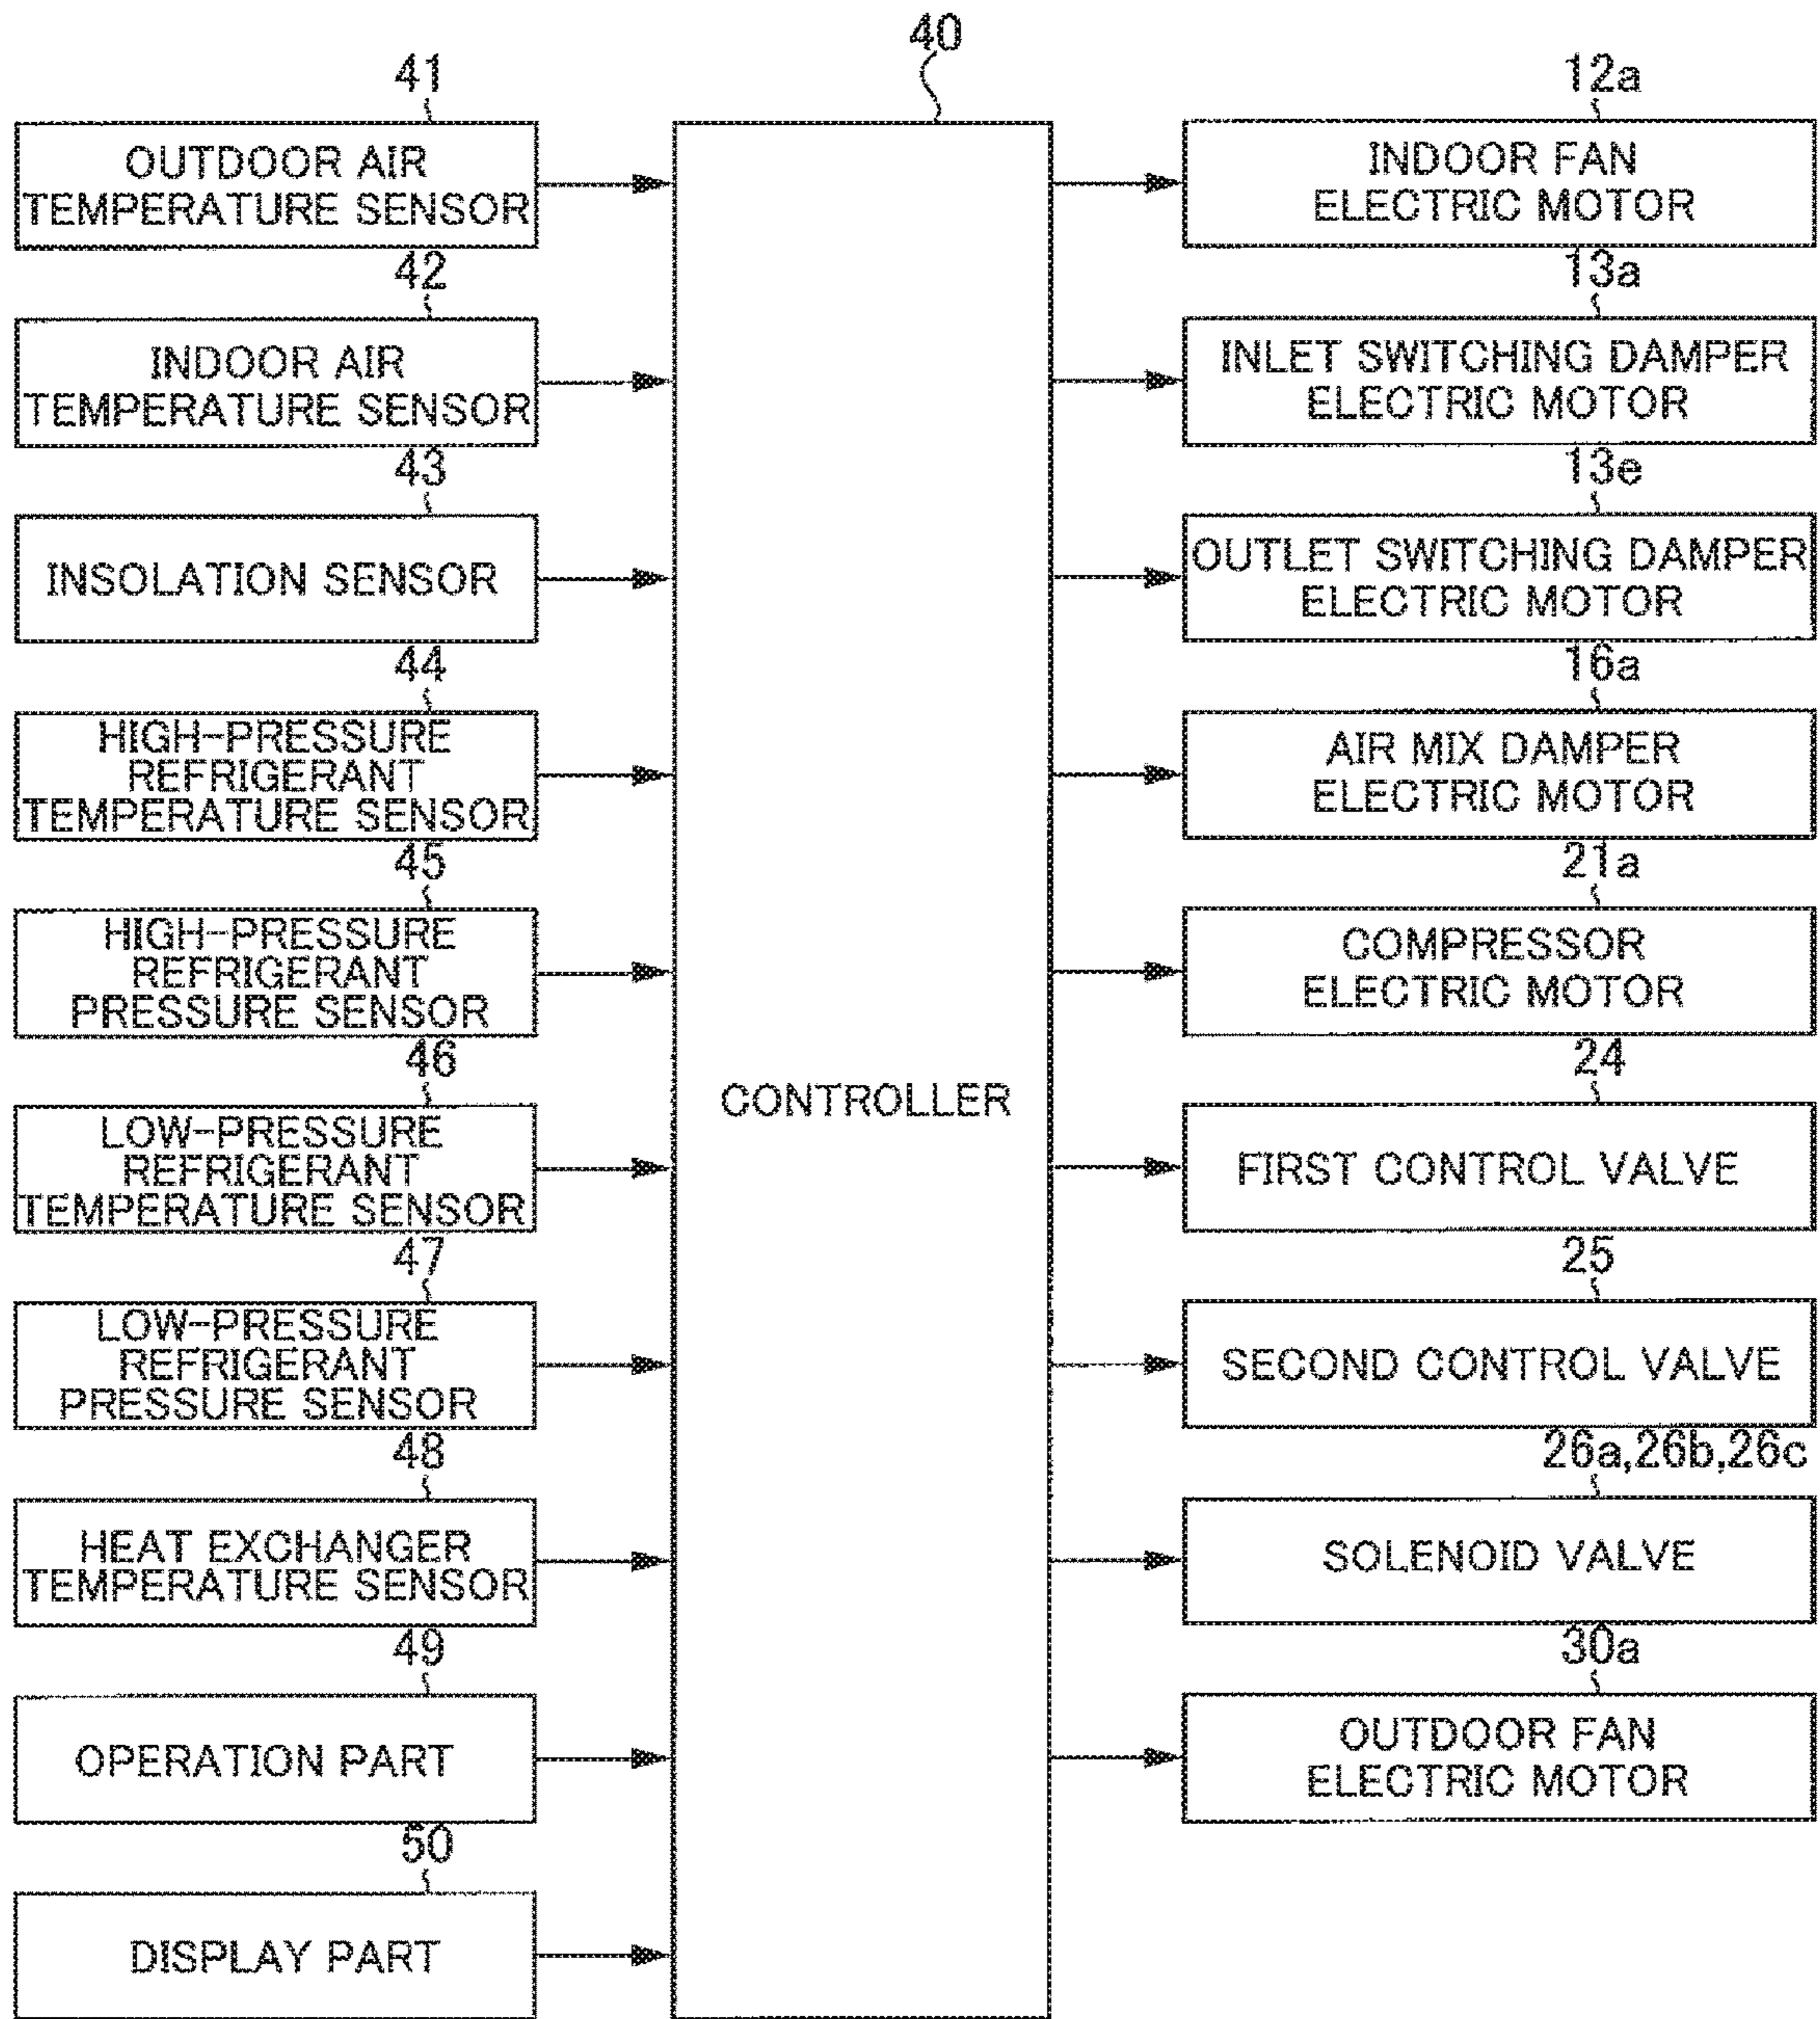 40
41
OUTDOOR AIR
TEMPERATURE SENSOR
42
INDOOR AIR
TEMPERATURE SENSOR
43
INSOLATION SENSOR
44
HIGH-PRESSURE
REFRIGERANT
TEMPERATURE SENSOR
45
HIGH-PRESSURE
REFRIGERANT
PRESSURE SENSOR
46
LOW-PRESSURE
REFRIGERANT
TEMPERATURE SENSOR
47
LOW-PRESSURE
REFRIGERANT
PRESSURE SENSOR
48
HEAT EXCHANGER
TEMPERATURE SENSOR
49
OPERATION PART
50
DISPLAY PART
CONTROLLER
12a
INDOOR FAN
ELECTRIC MOTOR
13a
INLET SWITCHING DAMPER
ELECTRIC MOTOR
13e
OUTLET SWITCHING DAMPER
ELECTRIC MOTOR
16a
AIR MIX DAMPER
ELECTRIC MOTOR
21a
COMPRESSOR
ELECTRIC MOTOR
24
FIRST CONTROL VALVE
25
SECOND CONTROL VALVE
26a,26b,26c
SOLENOID VALVE
30a
OUTDOOR FAN
ELECTRIC MOTOR